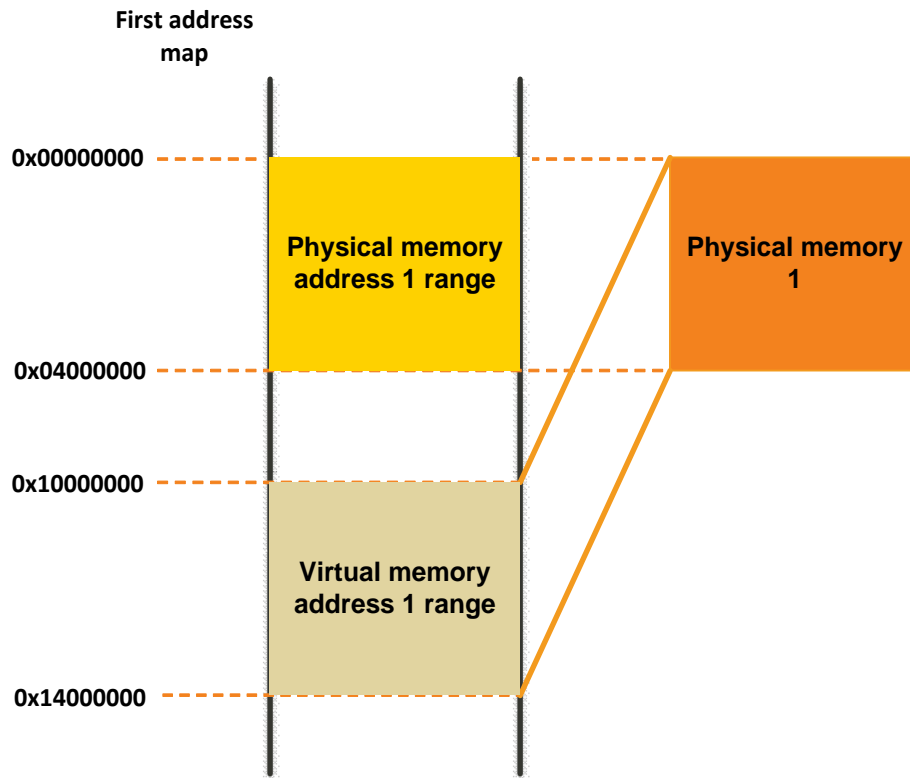 First address
map
0x00000000
Physical memory
address 1 range
Physical memory
1
0x04000000
0x10000000
Virtual memory
address 1 range
0x14000000